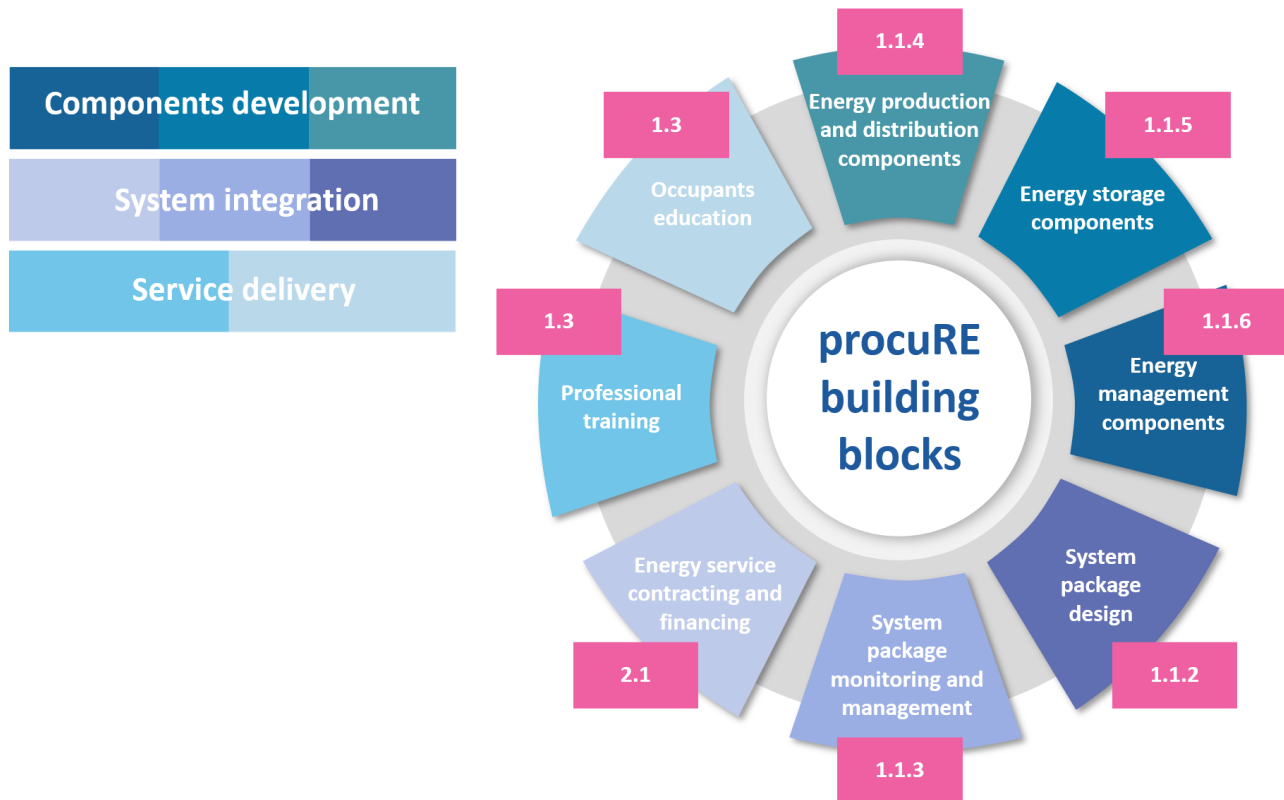 Components development
System integration
Service delivery
1.1.4
Energy production
and distribution
components
1.1.5
Energy storage
components
1.1.6
Energy
management
components
System
package
design
1.1.2
System
package
monitoring and
management
1.1.3
Energy service
contracting and
financing
2.1
1.3
Professional
training
1.3
Occupants
education
procuRE
building
blocks